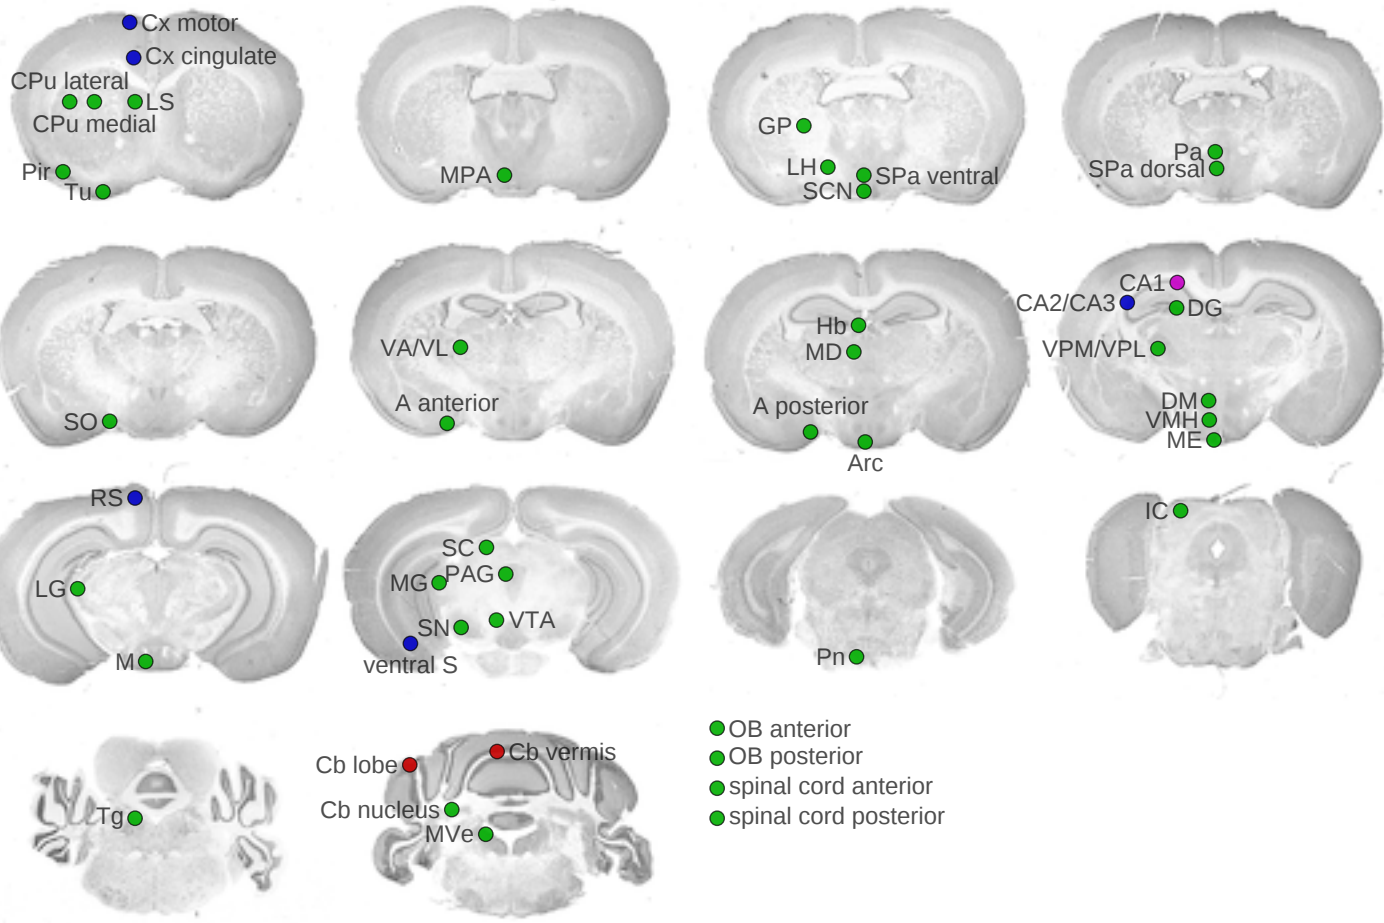 Cx motor
Cx cingulate
CPu lateral
LS
CPu medial
Pir
Tu
MPA
GP
LH
SPa ventral
SCN
Pa
SPa dorsal
SO
VA/VL
A anterior
Hb
MD
A posterior
Arc
CA1
CA2/CA3
DG
VPM/VPL
DM
VMH
ME
RS
LG
M
SC
MG
PAG
SN
VTA
ventral S
Pn
IC
Tg
Cb lobe
Cb vermis
Cb nucleus
MVe
OB anterior
OB posterior
spinal cord anterior
spinal cord posterior